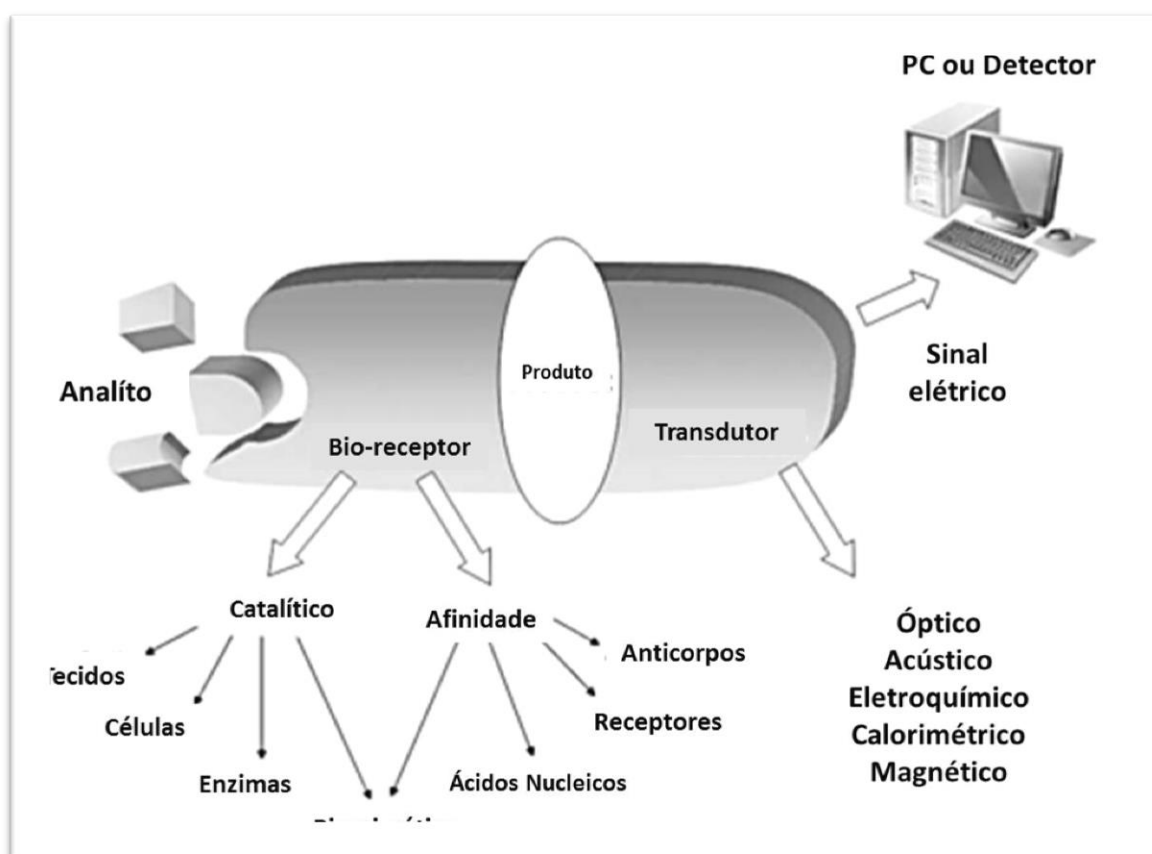 PC ou Detector
Analíto
Produto
Sinal
elétrico
Bio-receptor
Transdutor
Catalítico
Afinidade
Anticorpos
Células
Receptores
Enzimas
Ácidos Nucleicos
Óptico
Acústico
Eletroquímico
Calorimétrico
Magnético